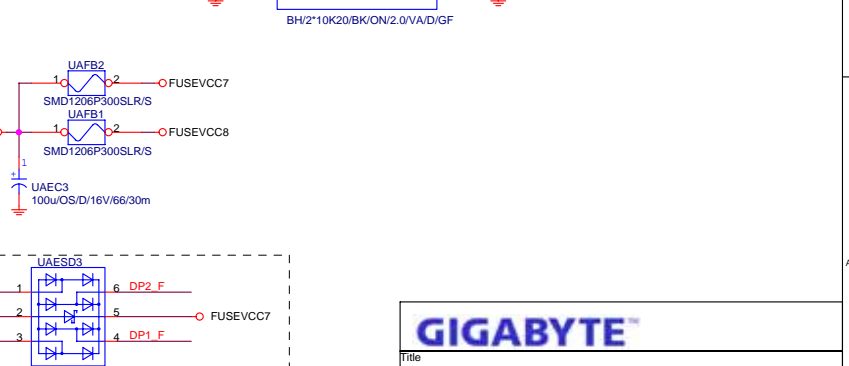 BH/2*10K20/BK/ON/2.0/VA/D/GF
UAFB2
1 2 FUSEVCC7
SMD1206P300SLR/S
UAFB1
1 2 FUSEVCC8
SMD1206P300SLR/S
1
+
UAEC3
100u/OS/D/16V/66/30m
UAESD3
1 6 DP2_F
2 5 FUSEVCC7
3 4 DP1_F
GIGABYTE™
Title
A